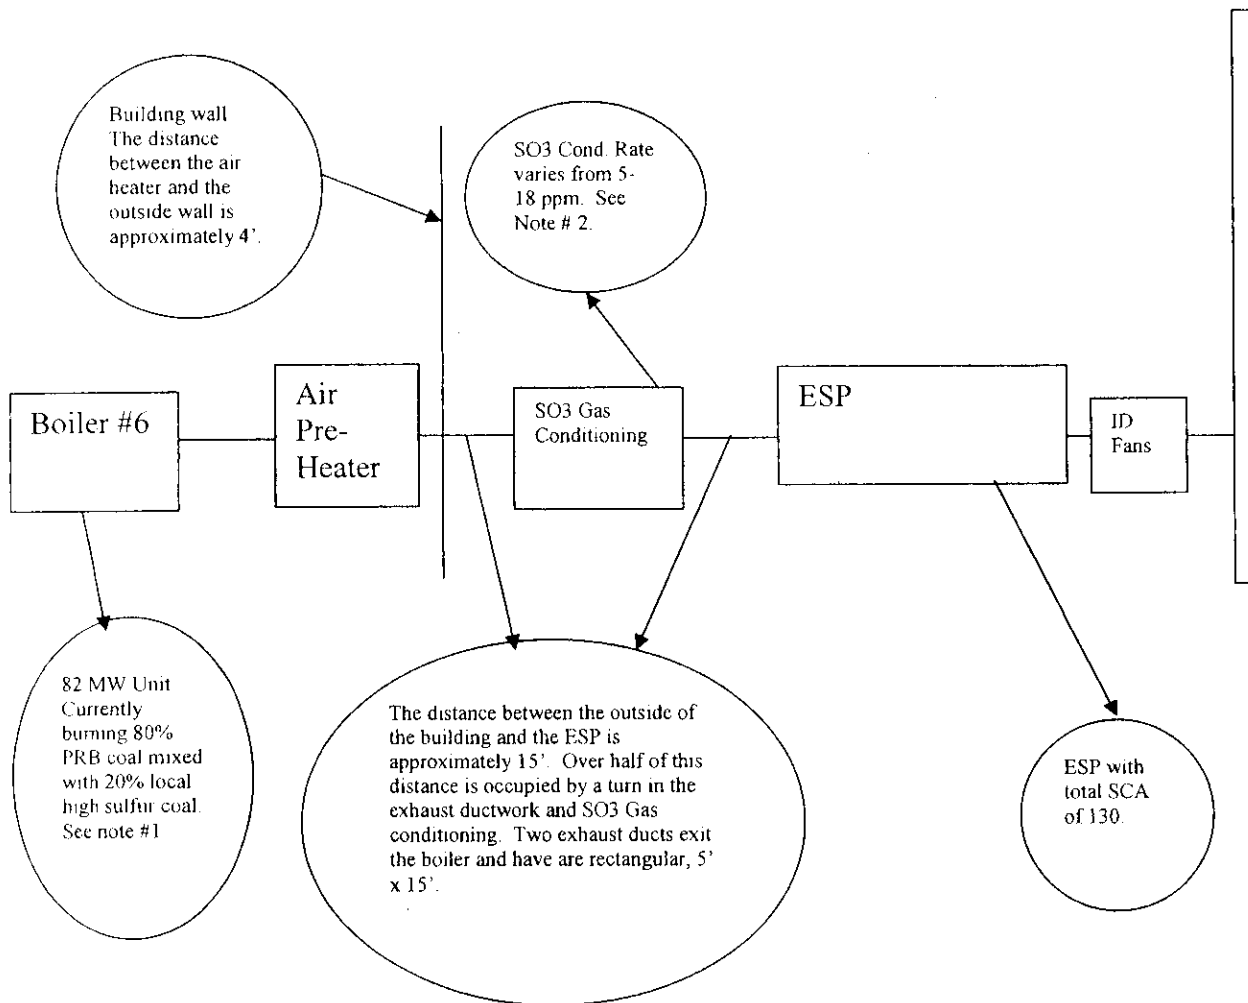 Building wall
The distance
between the air
heater and the
outside wall is
approximately 4'.
SO3 Cond. Rate
varies from 5-
18 ppm. See
Note # 2.
Boiler #6
Air
Pre-
Heater
SO3 Gas
Conditioning
ESP
ID
Fans
82 MW Unit
Currently
burning 80%
PRB coal mixed
with 20% local
high sulfur coal.
See note #1
The distance between the outside of
the building and the ESP is
approximately 15'. Over half of this
distance is occupied by a turn in the
exhaust ductwork and SO3 Gas
conditioning. Two exhaust ducts exit
the boiler and have are rectangular, 5'
x 15'.
ESP with
total SCA
of 130.